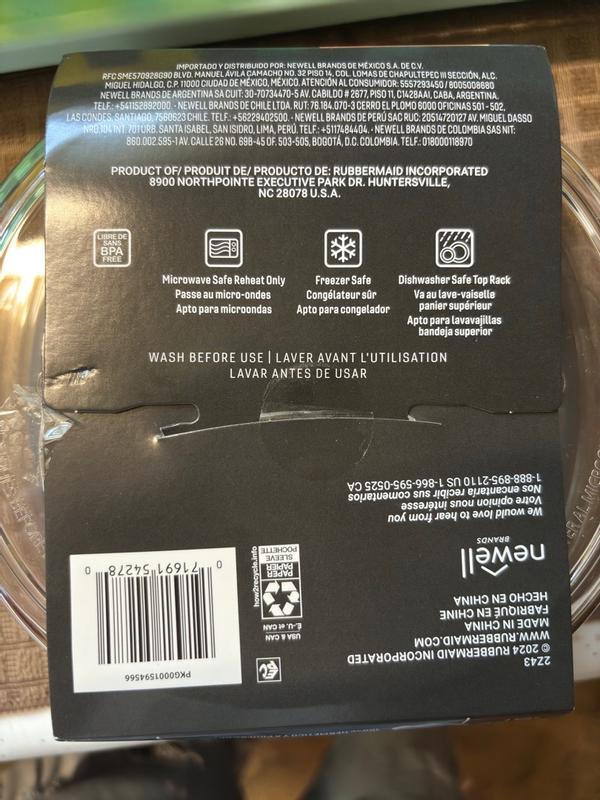 IMPORTADO Y DISTRIBUIDO POR: NEWELL BRANDS DE MÉXICO S.A. DE C.V.
RFC SME570928G90 BLVD. MANUEL ÁVILA CAMACHO NO. 32 PISO 14, COL. LOMAS DE CHAPULTEPEC III SECCIÓN, ALC.
MIGUEL HIDALGO, C.P. 11000 CIUDAD DE MÉXICO, MÉXICO. ATENCIÓN AL CONSUMIDOR: 5557293450 / 8005008680
NEWELL BRANDS DE ARGENTINA SA CUIT: 30-70734470-5 AV. CABILDO # 2677, PISO 11, C1428AAI, CABA, ARGENTINA,
TELF.: +541152892000. • NEWELL BRANDS DE CHILE LTDA. RUT: 76.184.070-3 CERRO EL PLOMO 6000 OFICINAS 501 - 502,
LAS CONDES, SANTIAGO, 7560623 CHILE. TELF.: +56229402500. • NEWELL BRANDS DE PERÚ SAC RUC: 20514720127 AV. MIGUEL DASSO
NRO. 104 INT. 701 URB. SANTA ISABEL, SAN ISIDRO, LIMA, PERÚ. TELF.: +5117484404. • NEWELL BRANDS DE COLOMBIA SAS NIT:
860.002.595-1 AV. CALLE 26 NO. 69B-45 OF. 503-505, BOGOTÁ, D.C. COLOMBIA. TELF.: 018000118970
PRODUCT OF/ PRODUIT DE/ PRODUCTO DE: RUBBERMAID INCORPORATED
8900 NORTHPOINTE EXECUTIVE PARK DR. HUNTERSVILLE,
NC 28078 U.S.A.
LIBRE DE
SANS
BPA
FREE
Microwave Safe Reheat Only
Passe au micro-ondes
Apto para microondas
Freezer Safe
Congélateur sûr
Apto para congelador
Dishwasher Safe Top Rack
Va au lave-vaiselle
panier supérieur
Apto para lavavajillas
bandeja superior
WASH BEFORE USE | LAVER AVANT L'UTILISATION
LAVAR ANTES DE USAR
2Z43
© 2024 RUBBERMAID INCORPORATED
WWW.RUBBERMAID.COM
MADE IN CHINA
FABRIQUÉ EN CHINE
HECHO EN CHINA
newell
BRANDS
We would love to hear from you
Votre opinion nous intéresse
Nos encantaría recibir sus comentarios
1-888-895-2110 US 1-866-595-0525 CA
USA & CAN
É.-U et CAN
PAPER
PAPER
SLEEVE
POCHETTE
how2recycle.info
PKG0001594566
0 71691 54278 0